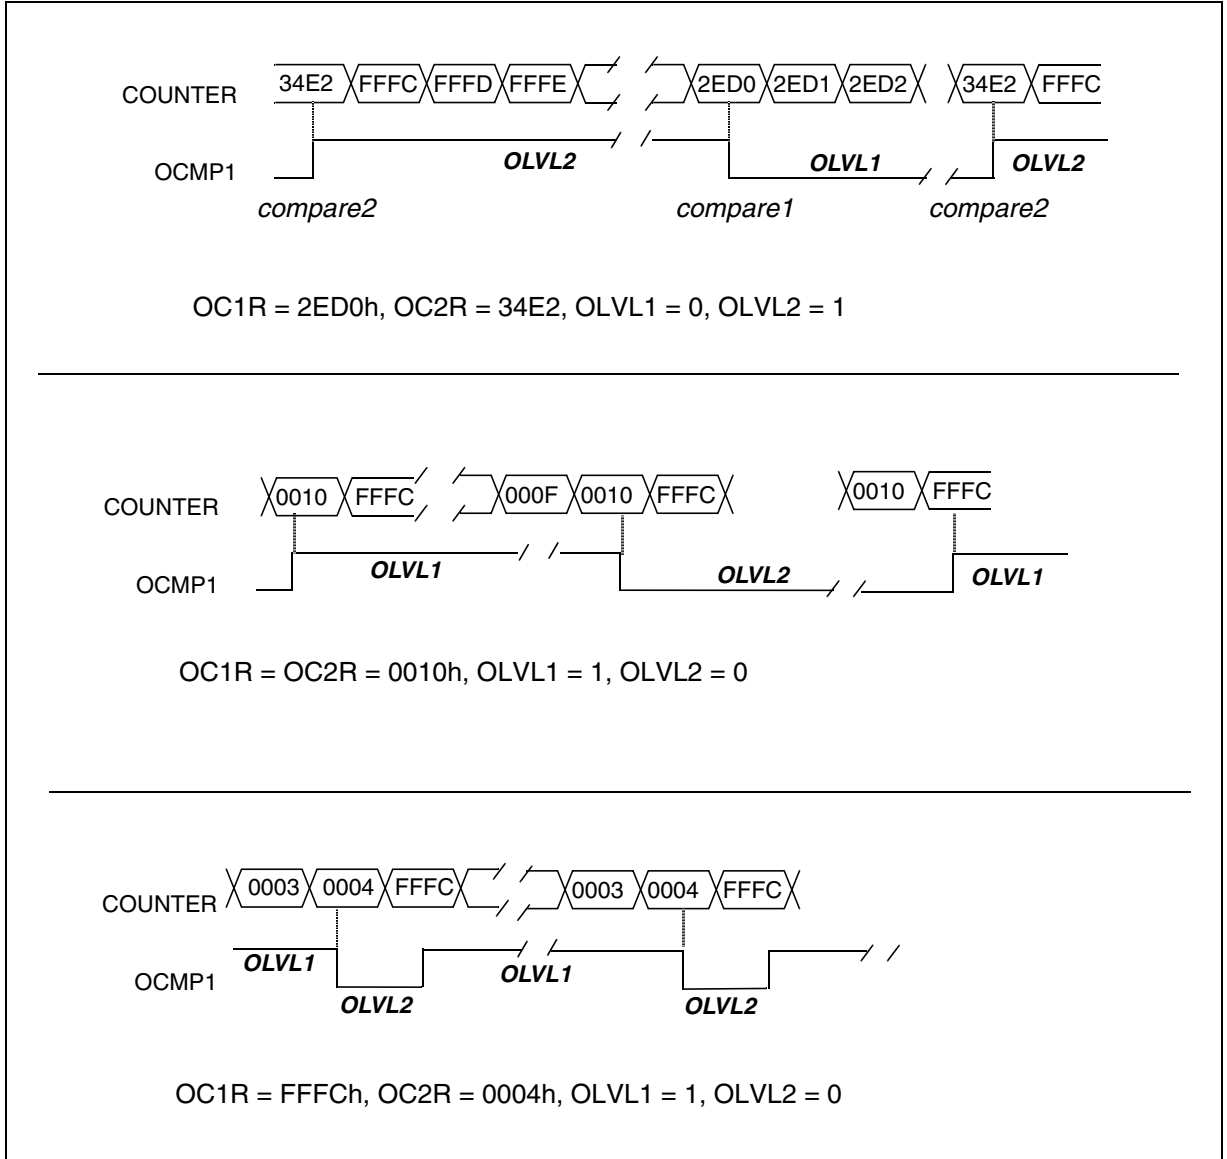 COUNTER 34E2 FFFC FFFD FFFE 2ED0 2ED1 2ED2 34E2 FFFC
OCMP1 OLVL2 OLVL1 OLVL2
compare2 compare1 compare2
OC1R = 2ED0h, OC2R = 34E2, OLVL1 = 0, OLVL2 = 1
COUNTER 0010 FFFC 000F 0010 FFFC 0010 FFFC
OCMP1 OLVL1 OLVL2 OLVL1
OC1R = OC2R = 0010h, OLVL1 = 1, OLVL2 = 0
COUNTER 0003 0004 FFFC 0003 0004 FFFC
OLVL1 OLVL1
OCMP1
OLVL2 OLVL2
OC1R = FFFCh, OC2R = 0004h, OLVL1 = 1, OLVL2 = 0